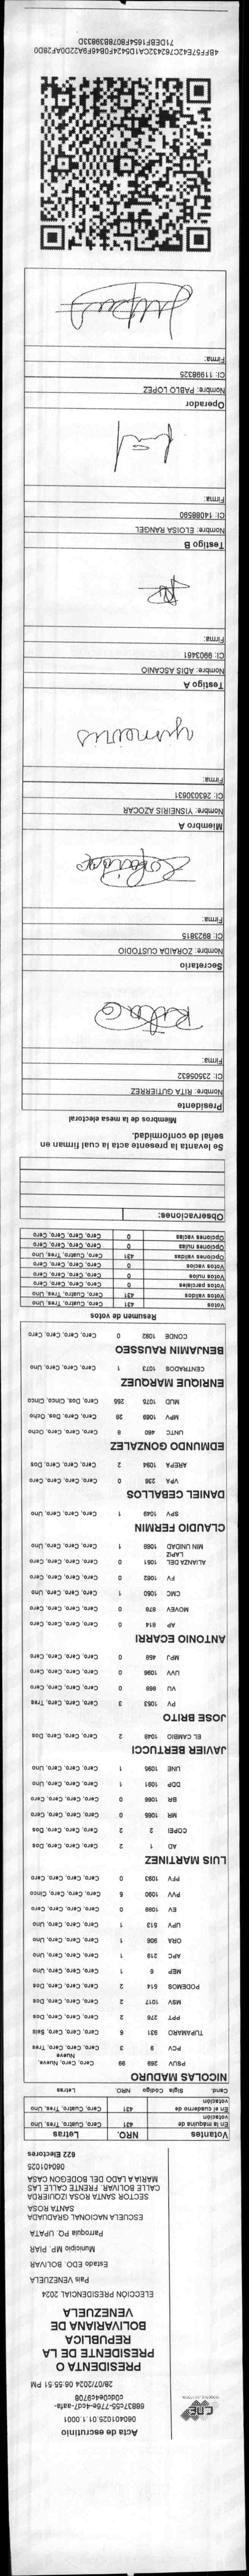 CNE
Acta de escrutinio
060401025.01.1.0001
68837c55-776e-4cd7-aafa-
c0dc0e4c9708
28/07/2024 06:55:51 PM
PRESIDENTA O
PRESIDENTE DE LA
REPUBLICA
BOLIVARIANA DE
VENEZUELA
ELECCIÓN PRESIDENCIAL 2024
Pais VENEZUELA
Estado EDO. BOLIVAR
Municipio MP. PIAR
Parroquia PQ. UPATA
ESCUELA NACIONAL GRADUADA
SANTA ROSA
SECTOR SANTA ROSA IZQUIERDA
CALLE BOLIVAR. FRENTE CALLE LAS
MARIA A LADO DEL BODEGON CASA
060401025
622 Electores
Votantes NRO. Letras
En la máquina de votación 431 Cero, Cuatro, Tres, Uno
En el cuaderno de votación 431 Cero, Cuatro, Tres, Uno
Cand. Sigla Código NRO. Letras
NICOLAS MADURO
PSUV 269 99 Cero, Cero, Nueve, Nueve
PCV 9 3 Cero, Cero, Cero, Tres
TUPAMARO 931 6 Cero, Cero, Cero, Seis
PPT 276 2 Cero, Cero, Cero, Dos
MSV 1017 2 Cero, Cero, Cero, Dos
PODEMOS 514 2 Cero, Cero, Cero, Dos
MEP 6 1 Cero, Cero, Cero, Uno
APC 219 1 Cero, Cero, Cero, Uno
ORA 906 1 Cero, Cero, Cero, Uno
UPV 513 1 Cero, Cero, Cero, Uno
EV 1089 0 Cero, Cero, Cero, Cero
PVV 1090 5 Cero, Cero, Cero, Cinco
PFV 1093 0 Cero, Cero, Cero, Cero
LUIS MARTINEZ
AD 1 2 Cero, Cero, Cero, Dos
COPEI 2 2 Cero, Cero, Cero, Dos
MR 1065 0 Cero, Cero, Cero, Cero
BR 1066 0 Cero, Cero, Cero, Cero
DDP 1091 1 Cero, Cero, Cero, Uno
UNE 1095 1 Cero, Cero, Cero, Uno
JAVIER BERTUCCI
EL CAMBIO 1048 2 Cero, Cero, Cero, Dos
JOSE BRITO
PV 1053 3 Cero, Cero, Cero, Tres
VU 868 0 Cero, Cero, Cero, Cero
UVV 1096 0 Cero, Cero, Cero, Cero
MPJ 458 0 Cero, Cero, Cero, Cero
ANTONIO ECARRI
AP 814 0 Cero, Cero, Cero, Cero
MOVEV 878 0 Cero, Cero, Cero, Cero
CMC 1050 1 Cero, Cero, Cero, Uno
FV 1062 0 Cero, Cero, Cero, Cero
ALIANZA DEL LAPIZ 1051 0 Cero, Cero, Cero, Cero
MIN UNIDAD 1069 1 Cero, Cero, Cero, Uno
CLAUDIO FERMIN
SPV 1049 1 Cero, Cero, Cero, Uno
DANIEL CEBALLOS
VPA 236 0 Cero, Cero, Cero, Cero
AREPA 1094 2 Cero, Cero, Cero, Dos
EDMUNDO GONZALEZ
UNTC 460 8 Cero, Cero, Cero, Ocho
MPV 1069 28 Cero, Cero, Dos, Ocho
MUD 1075 255 Cero, Dos, Cinco, Cinco
ENRIQUE MARQUEZ
CENTRADOS 1073 1 Cero, Cero, Cero, Uno
BENJAMIN RAUSSEO
CONDE 1092 0 Cero, Cero, Cero, Cero
Resumen de votos
Votos 431 Cero, Cuatro, Tres, Uno
Votos validos 431 Cero, Cuatro, Tres, Uno
Votos parciales 0 Cero, Cero, Cero, Cero
Votos nulos 0 Cero, Cero, Cero, Cero
Votos vacios 0 Cero, Cero, Cero, Cero
Opciones validas 431 Cero, Cuatro, Tres, Uno
Opciones nulas 0 Cero, Cero, Cero, Cero
Opciones vacias 0 Cero, Cero, Cero, Cero
Observaciones:
Se levanta la presente acta la cual firman en
señal de conformidad.
Miembros de la mesa electoral
Presidente
Nombre: RITA GUTIERREZ
CI: 23505632
Firma:
Rita G
Secretario
Nombre: ZORAIDA CUSTODIO
CI: 8923815
Firma:
Zoraida
Miembro A
Nombre: YISNEIRIS AZOCAR
CI: 263030631
Firma:
yisneiris
Testigo A
Nombre: ADIS ASCANIO
CI: 9903461
Firma:
Testigo B
Nombre: ELOISA RANGEL
CI: 14088590
Firma:
Operador
Nombre: PABLO LOPEZ
CI: 11998325
Firma:
4BFF57E42C762432CA1D5424F0B46F9A22D0AF28D0
71DEBF1654F8078B39833D